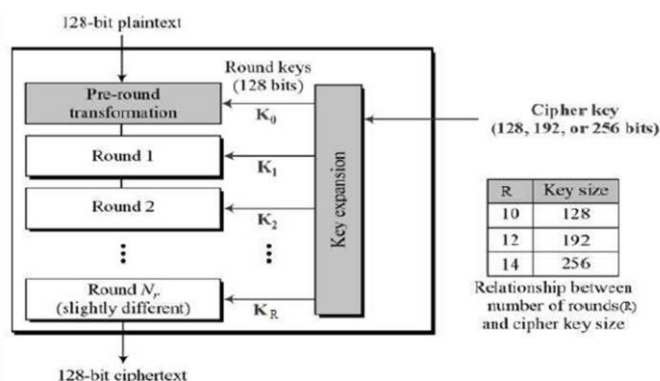 128-bit plaintext
Round keys
(128 bits)
Pre-round
transformation
K0
Cipher key
(128, 192, or 256 bits)
Round 1
K1
Round 2
K2
Key expansion
Round Nr
(slightly different)
KR
128-bit ciphertext
R Key size
10 128
12 192
14 256
Relationship between
number of rounds(R)
and cipher key size